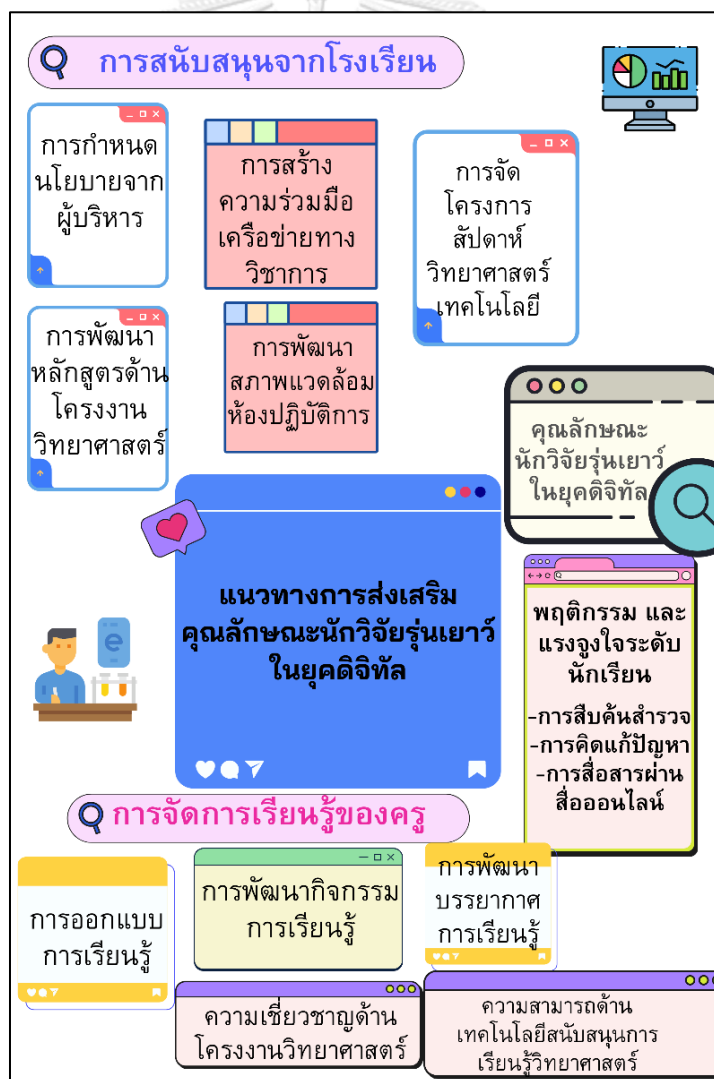 การสนับสนุนจากโรงเรียน
การกำหนด
นโยบายจาก
ผู้บริหาร
การสร้าง
ความร่วมมือ
เครือข่ายทาง
วิชาการ
การจัด
โครงการ
สัปดาห์
วิทยาศาสตร์
เทคโนโลยี
การพัฒนา
หลักสูตรด้าน
โครงงาน
วิทยาศาสตร์
การพัฒนา
สภาพแวดล้อม
ห้องปฏิบัติการ
คุณลักษณะ
นักวิจัยรุ่นเยาว์
ในยุคดิจิทัล
แนวทางการส่งเสริม
คุณลักษณะนักวิจัยรุ่นเยาว์
ในยุคดิจิทัล
พฤติกรรม และ
แรงจูงใจระดับ
นักเรียน
-การสืบค้นสำรวจ
-การคิดแก้ปัญหา
-การสื่อสารผ่าน
สื่อออนไลน์
e
การจัดการเรียนรู้ของครู
การออกแบบ
การเรียนรู้
การพัฒนากิจกรรม
การเรียนรู้
การพัฒนา
บรรยากาศ
การเรียนรู้
ความเชี่ยวชาญด้าน
โครงงานวิทยาศาสตร์
ความสามารถด้าน
เทคโนโลยีสนับสนุนการ
เรียนรู้วิทยาศาสตร์